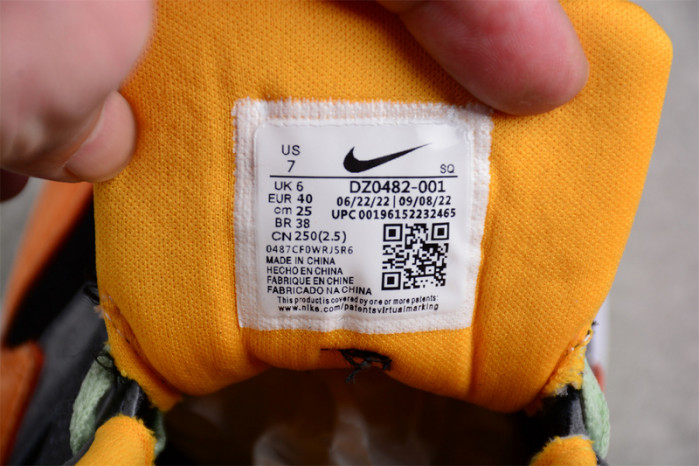 US
7
SQ
UK 6
EUR 40
cm 25
BR 38
CN 250(2.5)
DZ0482-001
06/22/22 | 09/08/22
UPC 00196152232465
0487CF0WRJ5R6
MADE IN CHINA
HECHO EN CHINA
FABRIQUE EN CHINE
FABRICADO NA CHINA
This product is covered by one or more patents:
www.nike.com/patentsvirtualmarking